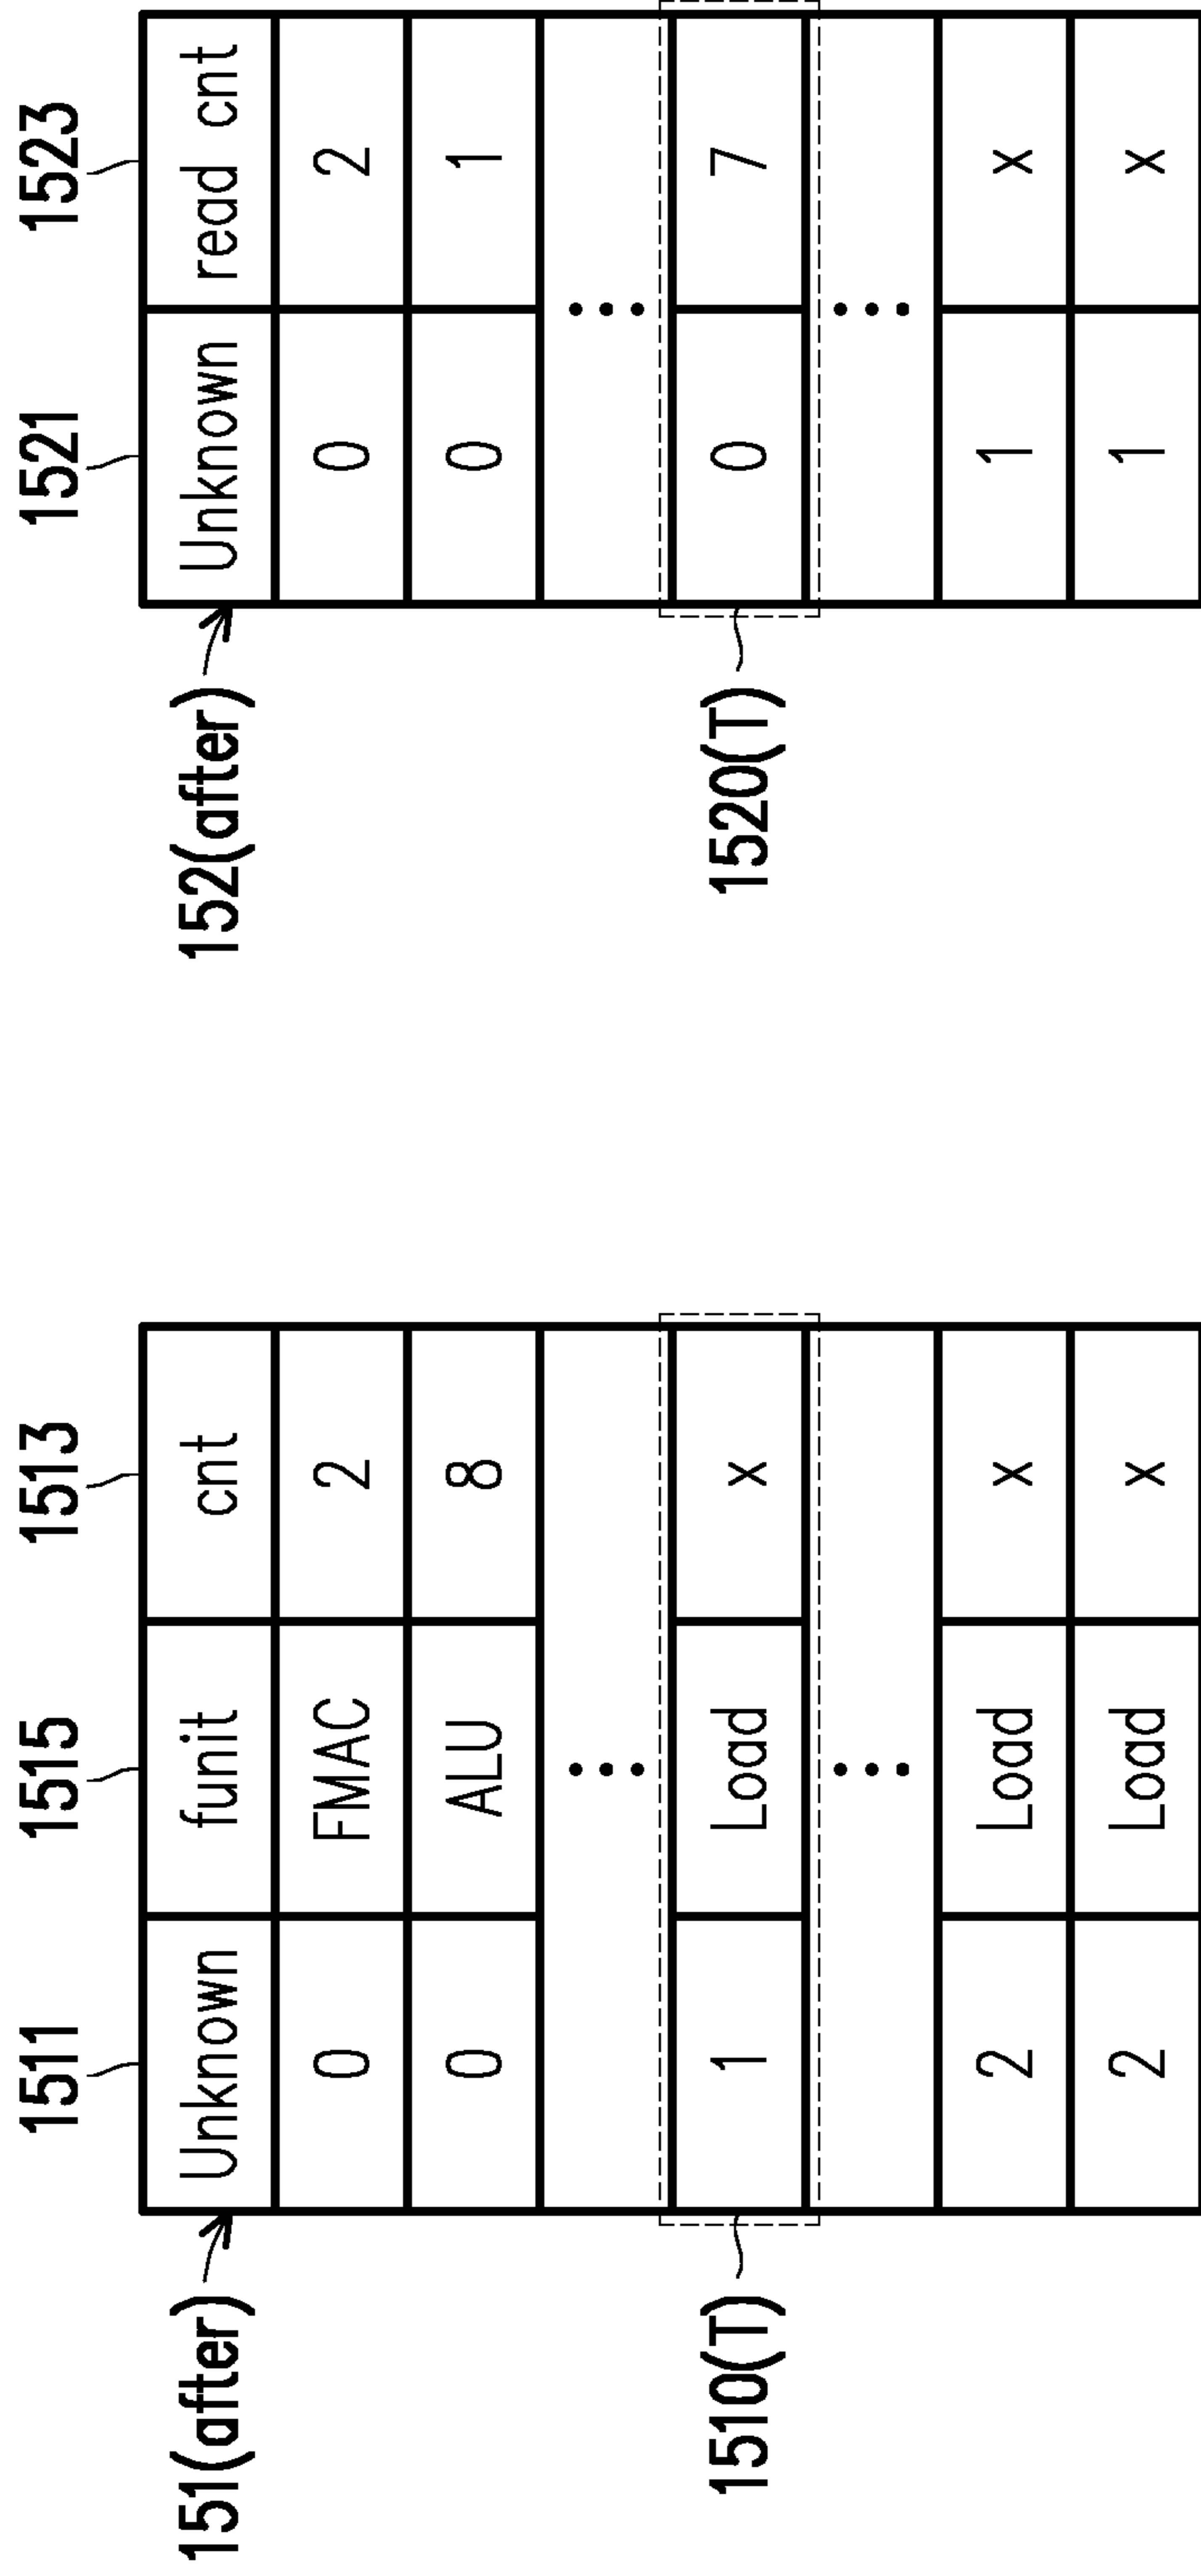 1511 1515 1513
151(after) Unknown funit cnt
0 FMAC 2
0 ALU 8
1510(T) 1 Load x
2 Load x
2 Load x
1521 1523
152(after) Unknown read cnt
0 2
0 1
1520(T) 0 7
1 x
1 x